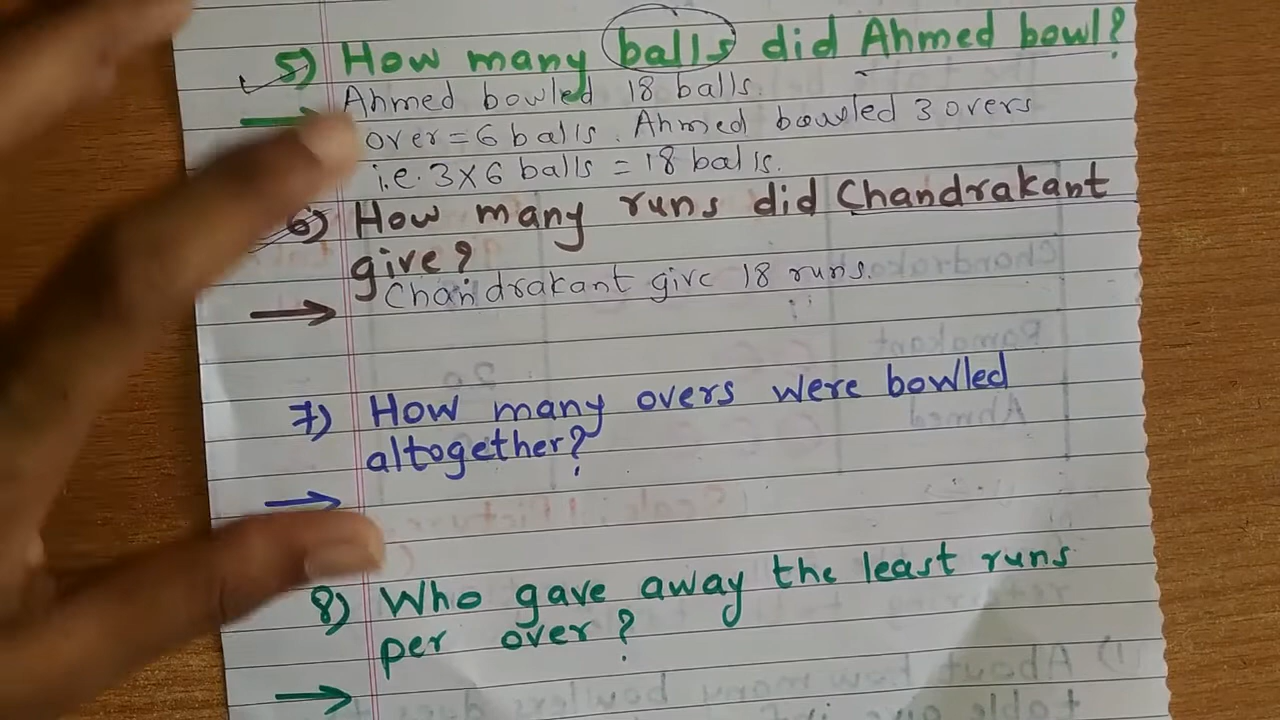 5) How many balls did Ahmed bowl?
Ahmed bowled 18 balls.
over = 6 balls. Ahmed bowled 3 overs
i.e. 3 x 6 balls = 18 balls.
6) How many runs did Chandrakant
give?
Chandrakant give 18 runs.
7) How many overs were bowled
altogether?
8) Who gave away the least runs
per over?